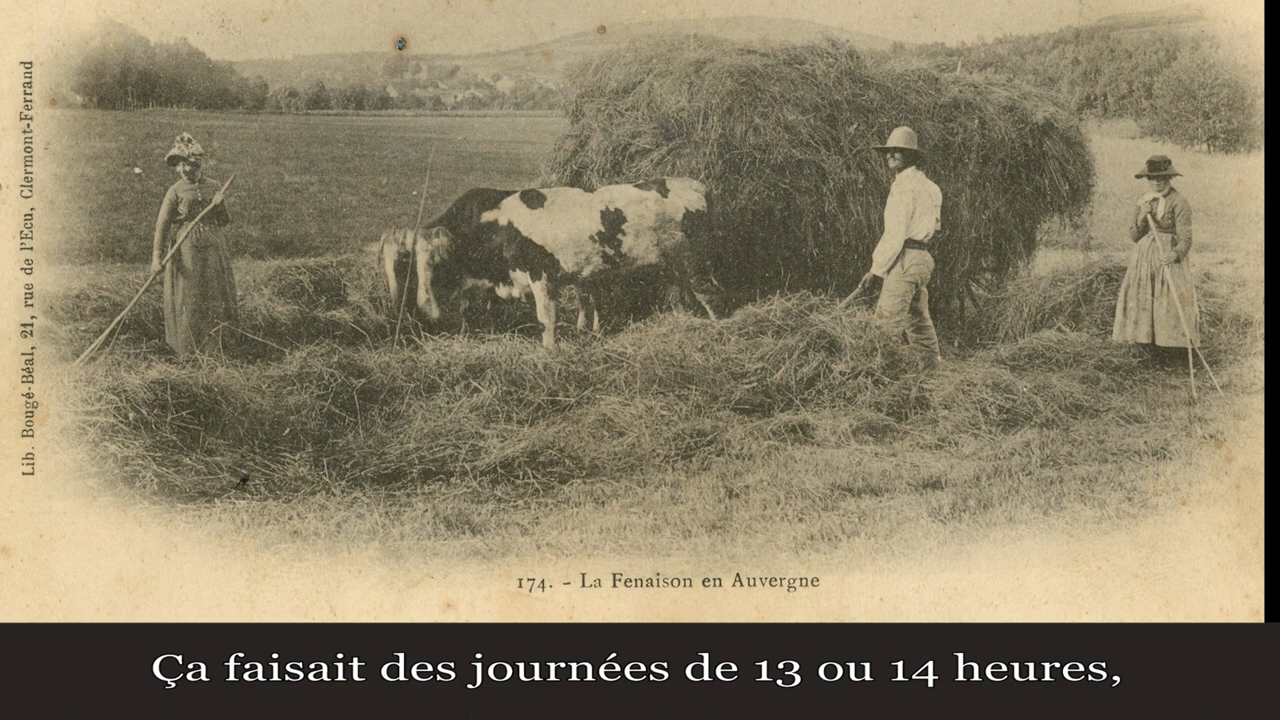 Lib. Bougé-Béal, 21, rue de l'Ecu, Clermont-Ferrand
174. - La Fenaison en Auvergne
Ça faisait des journées de 13 ou 14 heures,